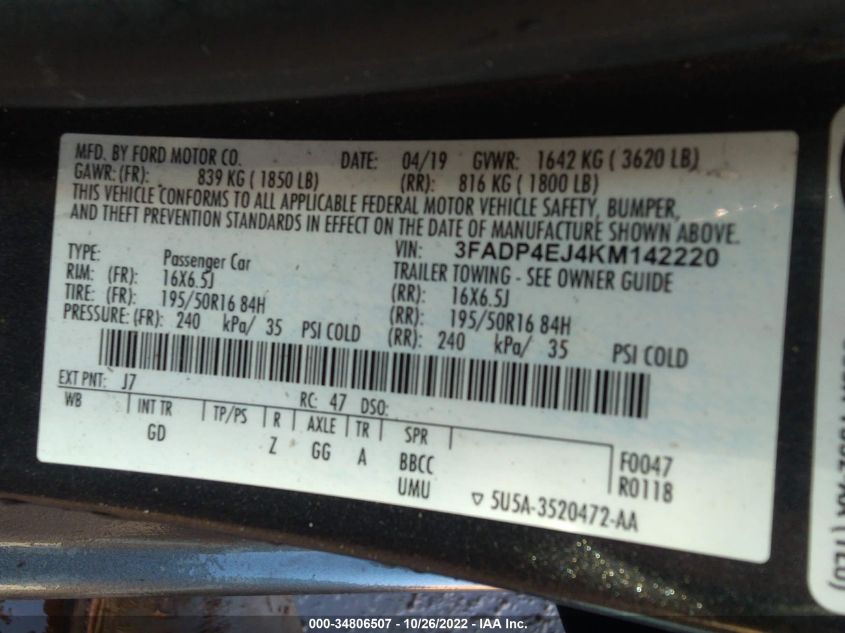 MFD. BY FORD MOTOR CO. DATE: 04/19 GVWR: 1642 KG ( 3620 LB)
GAWR: (FR): 839 KG ( 1850 LB) (RR): 816 KG ( 1800 LB)
THIS VEHICLE CONFORMS TO ALL APPLICABLE FEDERAL MOTOR VEHICLE SAFETY, BUMPER,
AND THEFT PREVENTION STANDARDS IN EFFECT ON THE DATE OF MANUFACTURE SHOWN ABOVE.
VIN: 3FADP4EJ4KM142220
TYPE: Passenger Car TRAILER TOWING - SEE OWNER GUIDE
RIM: (FR): 16X6.5J (RR): 16X6.5J
TIRE: (FR): 195/50R16 84H (RR): 195/50R16 84H
PRESSURE: (FR): 240 kPa/ 35 PSI COLD (RR): 240 kPa/ 35 PSI COLD
EXT PNT: J7 RC: 47 DSO:
WB INT TR TP/PS R AXLE TR SPR
GD Z GG A BBCC F0047
UMU R0118
▽ 5U5A-3520472-AA
000-34806507 - 10/26/2022 - IAA Inc.